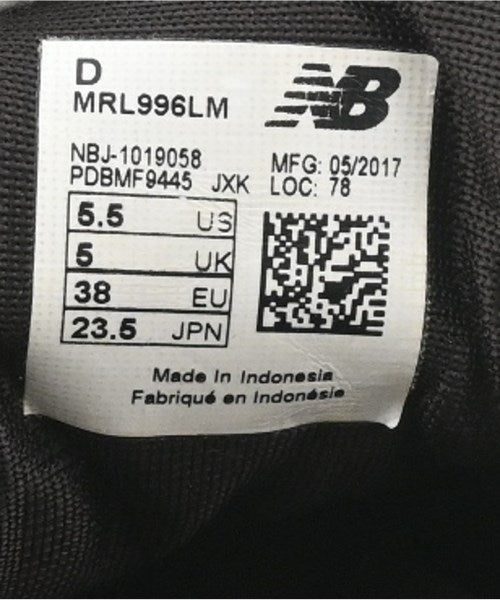 D
MRL996LM
NB
NBJ-1019058
PDBMF9445 JXK
MFG: 05/2017
LOC: 78
5.5 US
5 UK
38 EU
23.5 JPN
Made In Indonesia
Fabriqué en Indonésie